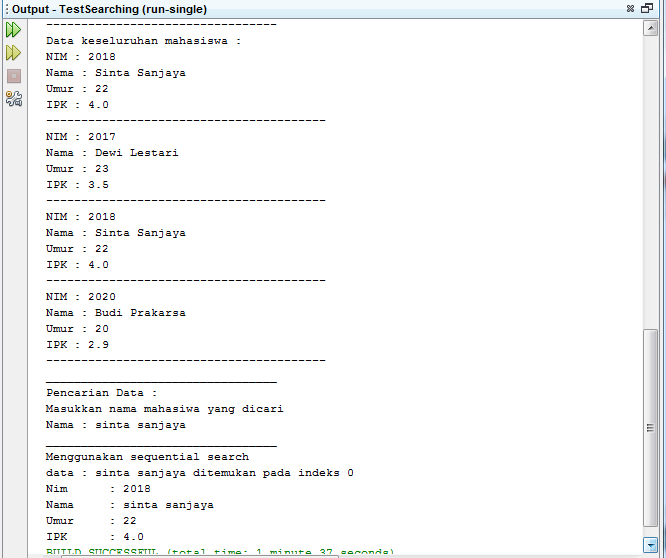 Output - TestSearching (run-single)
---------------------------------
Data keseluruhan mahasiswa :
NIM : 2018
Nama : Sinta Sanjaya
Umur : 22
IPK : 4.0
----------------------------------------
NIM : 2017
Nama : Dewi Lestari
Umur : 23
IPK : 3.5
----------------------------------------
NIM : 2018
Nama : Sinta Sanjaya
Umur : 22
IPK : 4.0
----------------------------------------
NIM : 2020
Nama : Budi Prakarsa
Umur : 20
IPK : 2.9
----------------------------------------
_________________________________
Pencarian Data :
Masukkan nama mahasiwa yang dicari
Nama : sinta sanjaya
_________________________________
Menggunakan sequential search
data : sinta sanjaya ditemukan pada indeks 0
Nim      : 2018
Nama     : sinta sanjaya
Umur     : 22
IPK      : 4.0
BUILD SUCCESSFUL (total time: 1 minute 37 seconds)